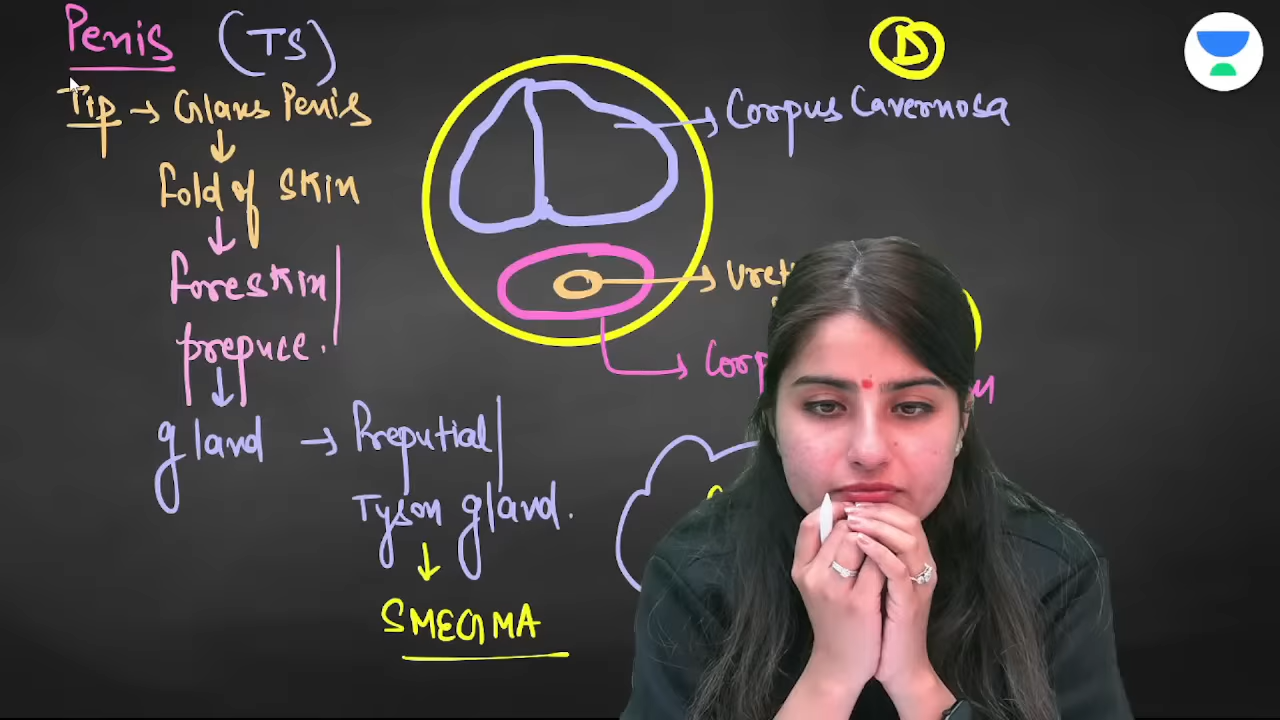 Penis (TS)
Tip → Glans Penis
↓
fold of skin
↓
foreskin/
prepuce.
↓
gland → Preputial/
Tyson gland.
↓
SMEGMA
D
→ Corpus Cavernosa